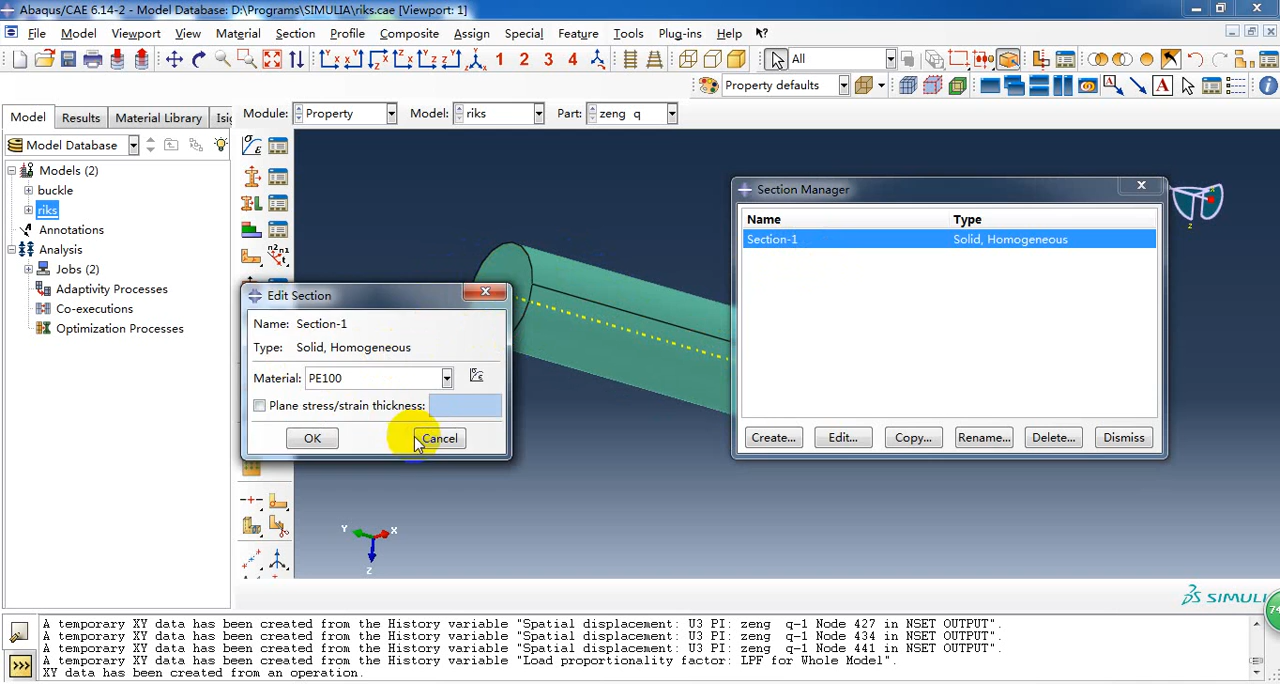 Abaqus/CAE 6.14-2 - Model Database: D:\Programs\SIMULIA\riks.cae [Viewport: 1]
File Model Viewport View Material Section Profile Composite Assign Special Feature Tools Plug-ins Help
1 2 3 4 All
Property defaults
Model Results Material Library
Module: Property Model: riks Part: zeng q
Model Database
Models (2)
buckle
riks
Annotations
Analysis
Jobs (2)
Adaptivity Processes
Co-executions
Optimization Processes
Edit Section
Name: Section-1
Type: Solid, Homogeneous
Material: PE100
Plane stress/strain thickness:
OK Cancel
Section Manager
Name Type
Section-1 Solid, Homogeneous
Create... Edit... Copy... Rename... Delete... Dismiss
Y X
Z
A temporary XY data has been created from the History variable "Spatial displacement: U3 PI: zeng q-1 Node 427 in NSET OUTPUT".
A temporary XY data has been created from the History variable "Spatial displacement: U3 PI: zeng q-1 Node 434 in NSET OUTPUT".
A temporary XY data has been created from the History variable "Spatial displacement: U3 PI: zeng q-1 Node 441 in NSET OUTPUT".
A temporary XY data has been created from the History variable "Load proportionality factor: LPF for Whole Model".
XY data has been created from an operation.